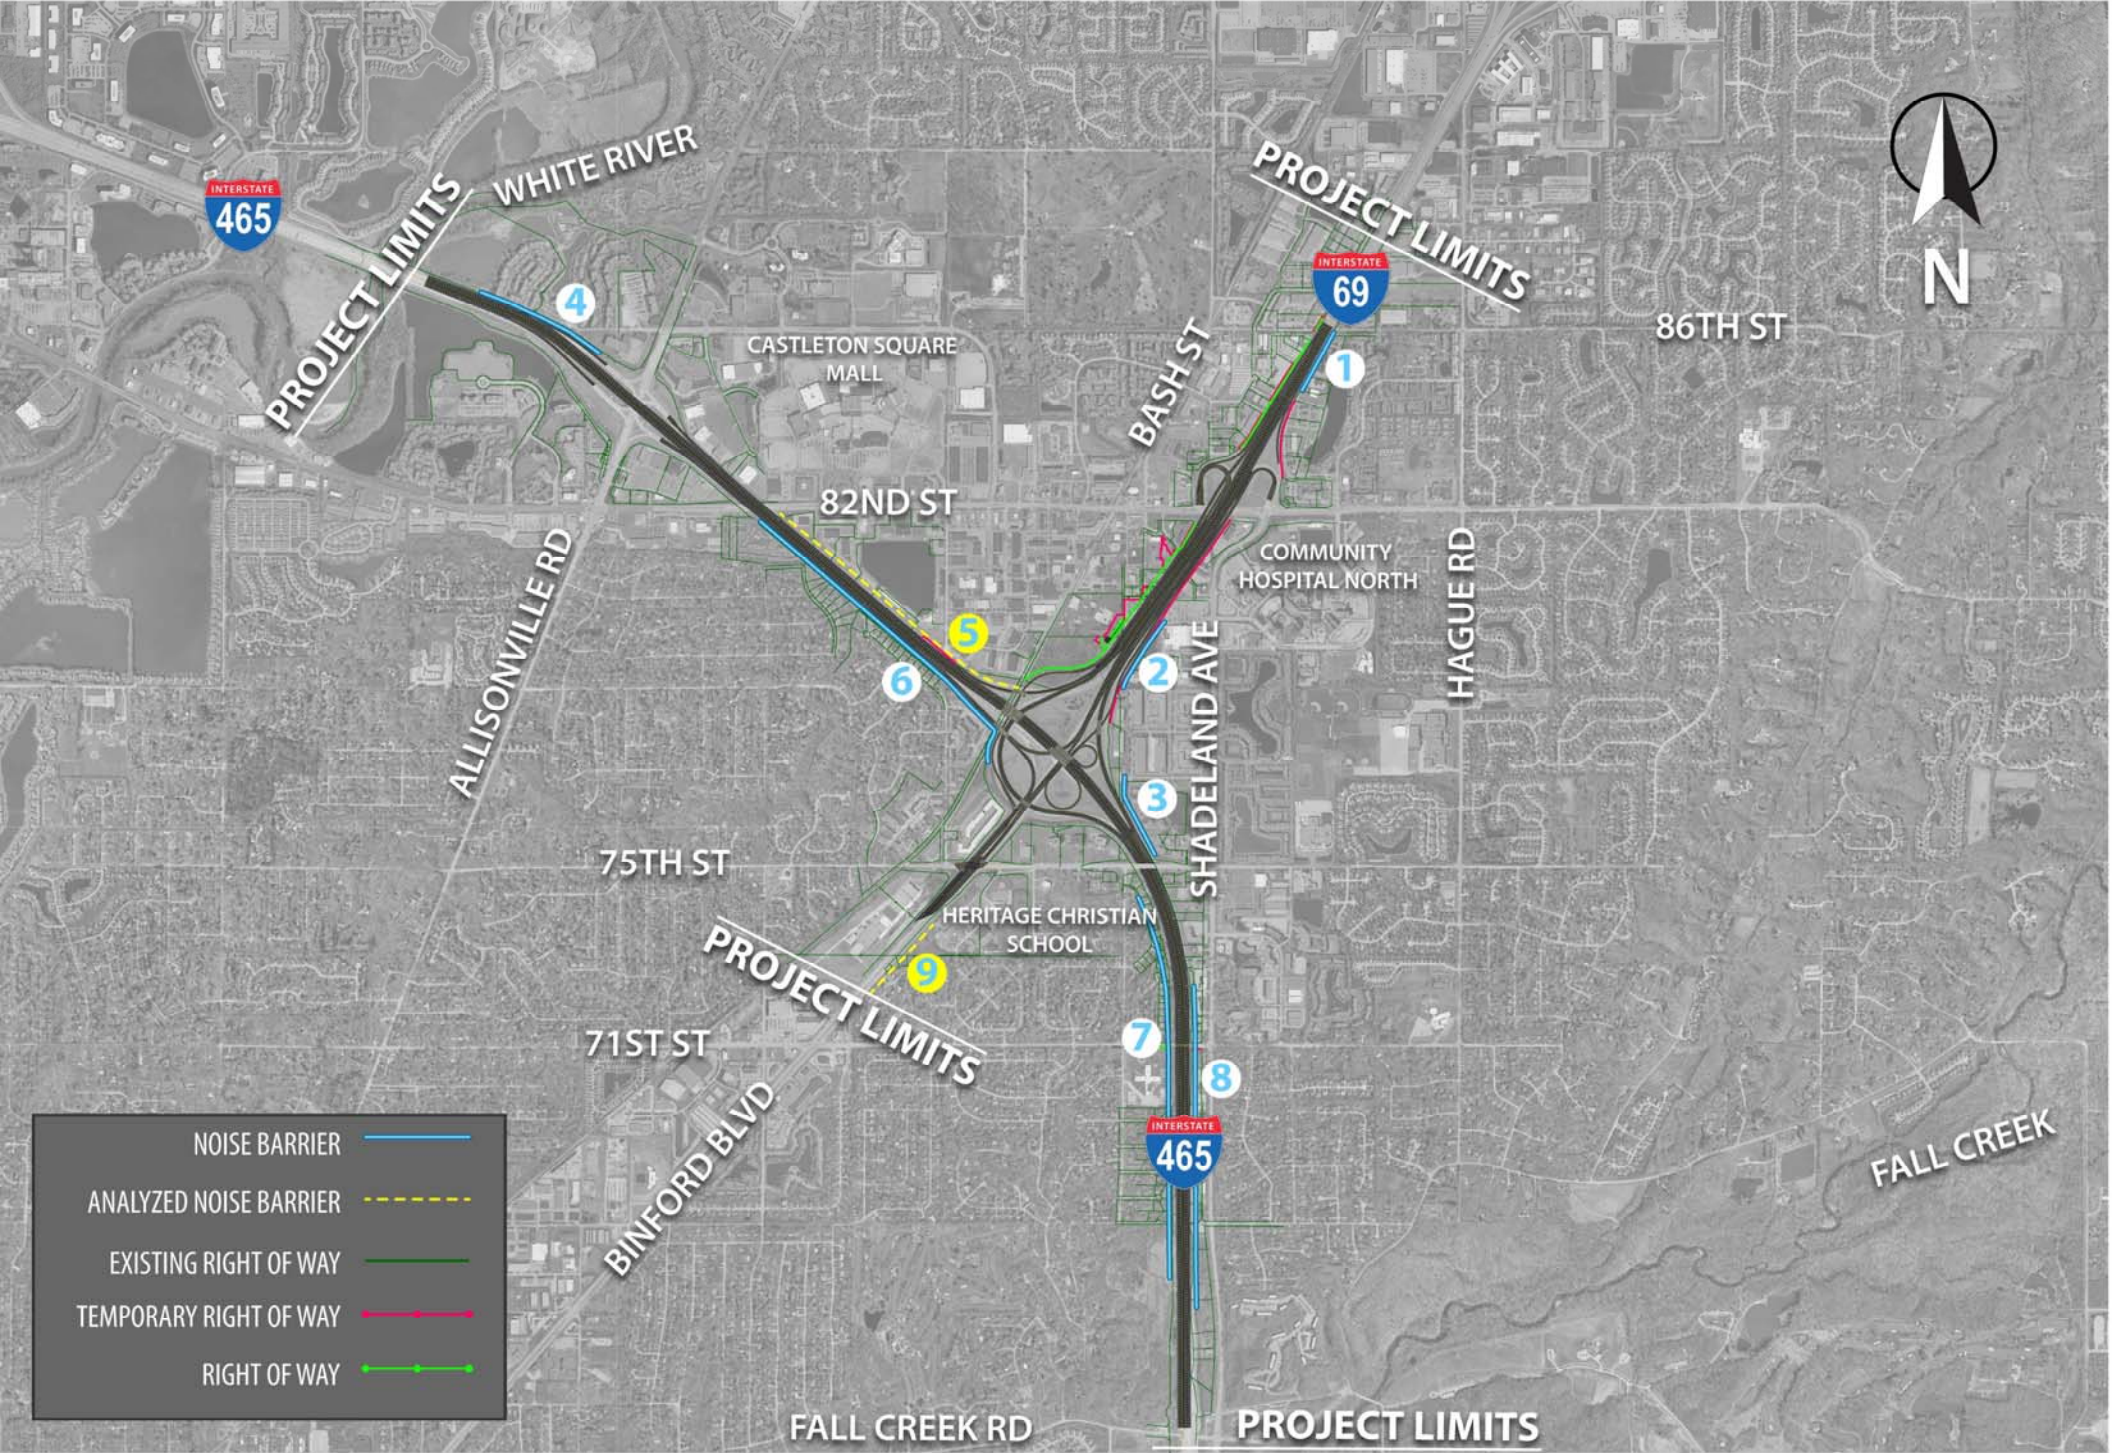 PROJECT LIMITS
WHITE RIVER
INTERSTATE
465
PROJECT LIMITS
INTERSTATE
69
N
86TH ST
4
CASTLETON SQUARE
MALL
BASH ST
1
82ND ST
COMMUNITY
HOSPITAL NORTH
HAGUE RD
ALLISONVILLE RD
5
6
2
SHADELAND AVE
3
75TH ST
HERITAGE CHRISTIAN
SCHOOL
9
PROJECT LIMITS
71ST ST
7
8
INTERSTATE
465
BINFORD BLVD
FALL CREEK
NOISE BARRIER
ANALYZED NOISE BARRIER
EXISTING RIGHT OF WAY
TEMPORARY RIGHT OF WAY
RIGHT OF WAY
FALL CREEK RD
PROJECT LIMITS